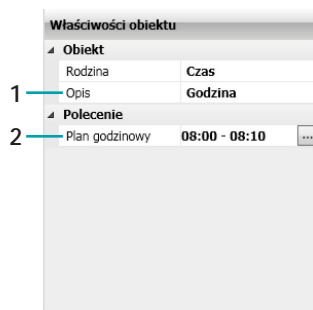 Właściwości obiektu
Obiekt
Rodzina Czas
1 Opis Godzina
Polecenie
2 Plan godzinowy 08:00 - 08:10 ...